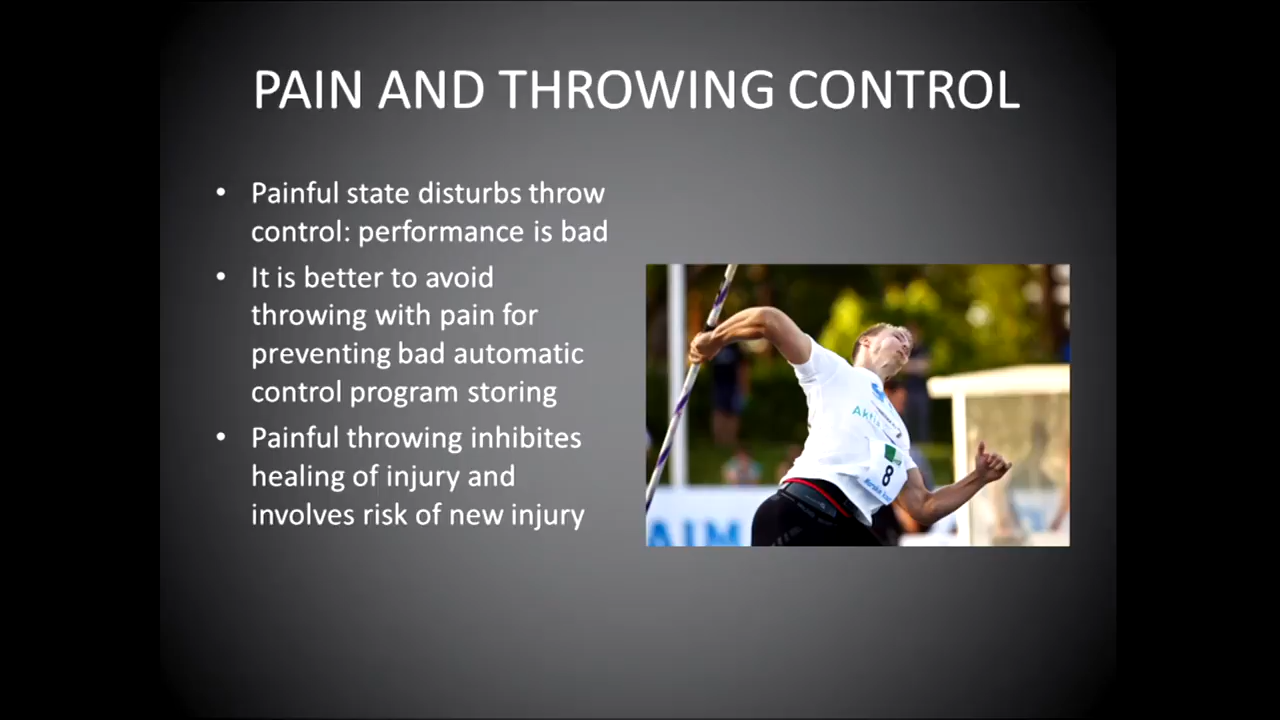 PAIN AND THROWING CONTROL
• Painful state disturbs throw
control: performance is bad
• It is better to avoid
throwing with pain for
preventing bad automatic
control program storing
• Painful throwing inhibites
healing of injury and
involves risk of new injury
8
AIM